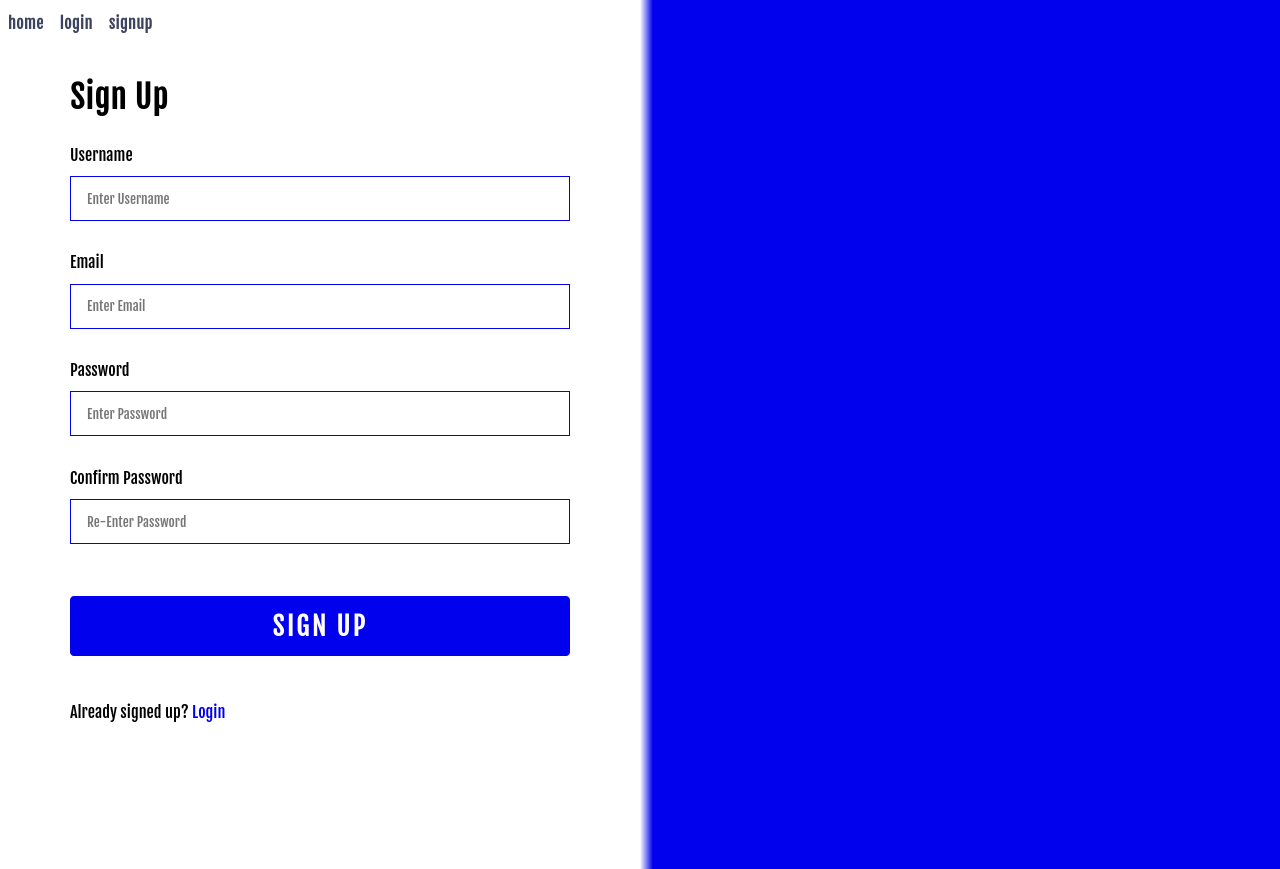 home login signup
Sign Up
Username
Enter Username
Email
Enter Email
Password
Enter Password
Confirm Password
Re-Enter Password
SIGN UP
Already signed up? Login